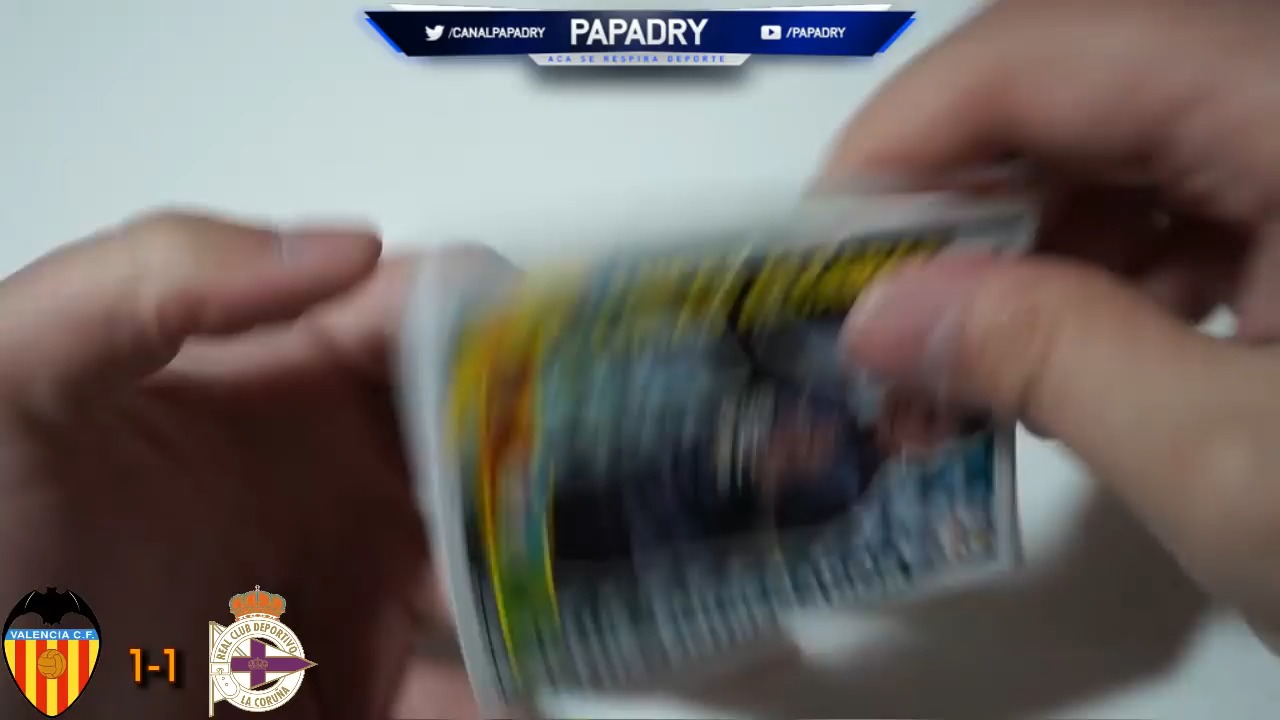 /CANALPAPADRY
PAPADRY
/PAPADRY
ACA SE RESPIRA DEPORTE
VALENCIA C.F.
1-1
REAL CLUB DEPORTIVO
LA CORUÑA